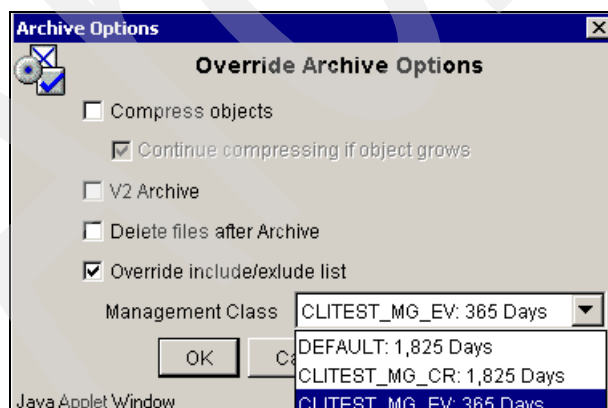 Archive Options
Override Archive Options
Compress objects
Continue compressing if object grows
V2 Archive
Delete files after Archive
Override include/exlude list
Management Class CLITEST_MG_EV: 365 Days
OK
DEFAULT: 1,825 Days
CLITEST_MG_CR: 1,825 Days
Java Applet Window
CLITEST_MG_EV: 365 Days